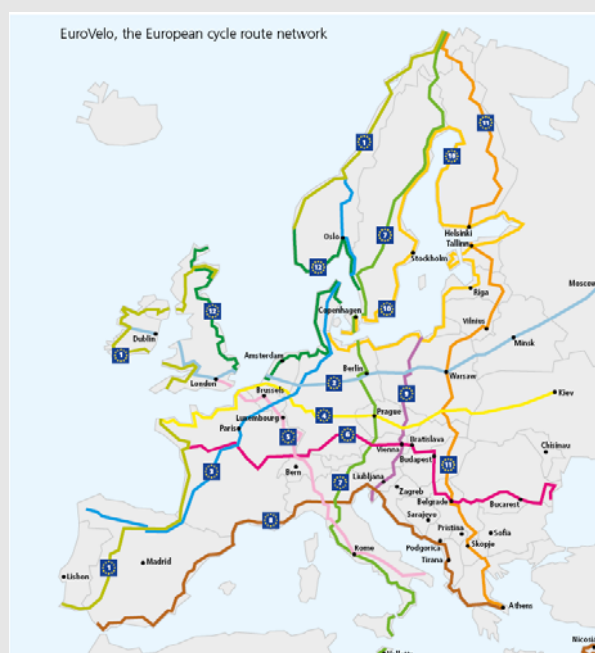 EuroVelo, the European cycle route network
11
1
10
7
Oslo
Helsinki
Tallinn
Stockholm
12
Moscow
Riga
12
10
Copenhagen
Vilnius
Dublin
Minsk
1
Amsterdam
Berlin
London
2
Warsaw
Brussels
9
Kiev
Luxembourg
4
Prague
Paris
5
6
Bratislava
Vienna
Chisinau
Budapest
3
11
Bern
7
Ljubljana
Zagreb
Belgrade
Bucarest
Sarajevo
8
Pristina
Sofia
Rome
Podgorica
Skopje
Madrid
Tirana
1
Lisbon
Athens
Nicosi